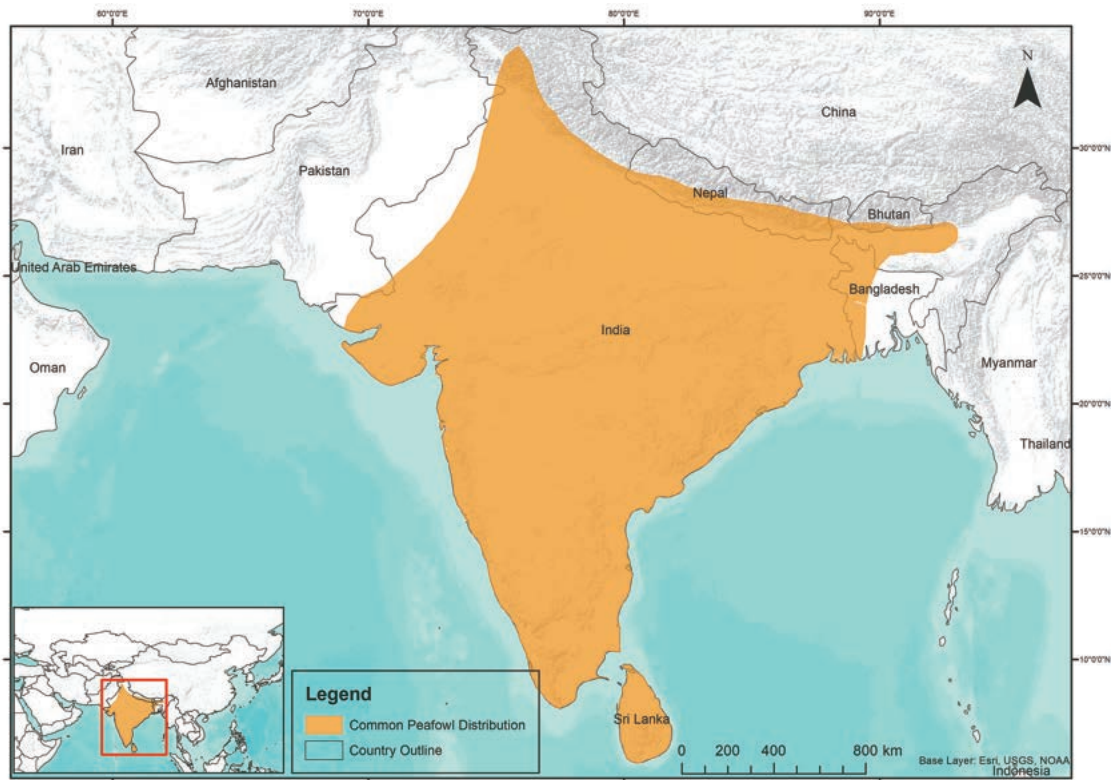 60°0'0"E 70°0'0"E 80°0'0"E 90°0'0"E
N
Afghanistan
China
Iran
30°0'0"N
Pakistan
Nepal
Bhutan
United Arab Emirates
25°0'0"N
Bangladesh
India
Oman
Myanmar
20°0'0"N
Thailand
15°0'0"N
10°0'0"N
Legend
Common Peafowl Distribution
Country Outline
Sri Lanka
0 200 400 800 km
Base Layer: Esri, USGS, NOAA
Indonesia